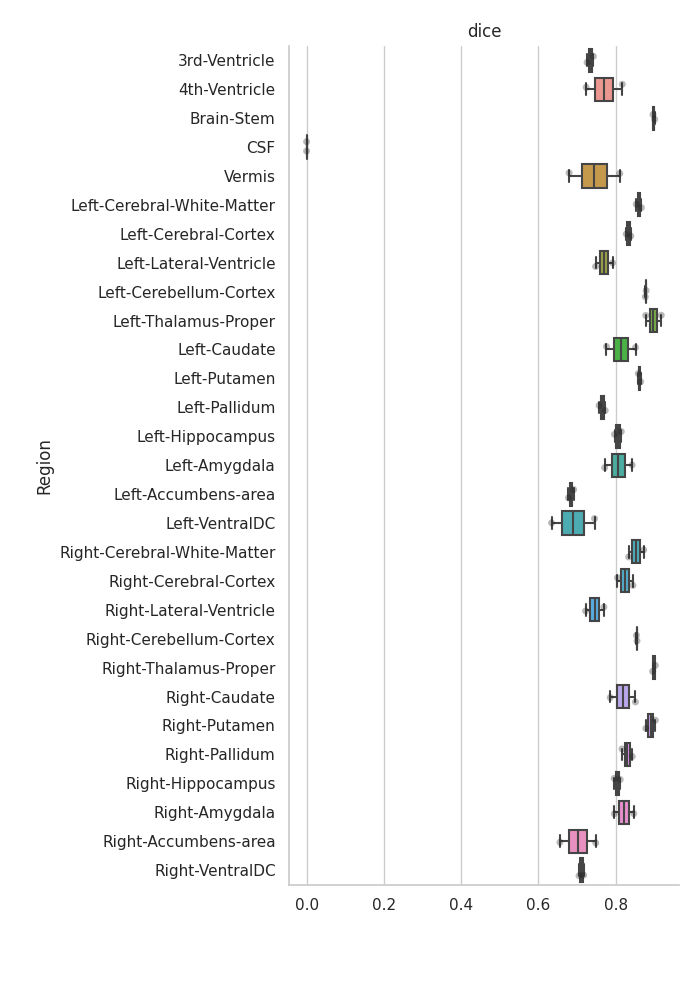 dice
3rd-Ventricle
4th-Ventricle
Brain-Stem
CSF
Vermis
Left-Cerebral-White-Matter
Left-Cerebral-Cortex
Left-Lateral-Ventricle
Left-Cerebellum-Cortex
Left-Thalamus-Proper
Left-Caudate
Left-Putamen
Left-Pallidum
Left-Hippocampus
Left-Amygdala
Left-Accumbens-area
Left-VentralDC
Right-Cerebral-White-Matter
Right-Cerebral-Cortex
Right-Lateral-Ventricle
Right-Cerebellum-Cortex
Right-Thalamus-Proper
Right-Caudate
Right-Putamen
Right-Pallidum
Right-Hippocampus
Right-Amygdala
Right-Accumbens-area
Right-VentralDC
Region
0.0 0.2 0.4 0.6 0.8